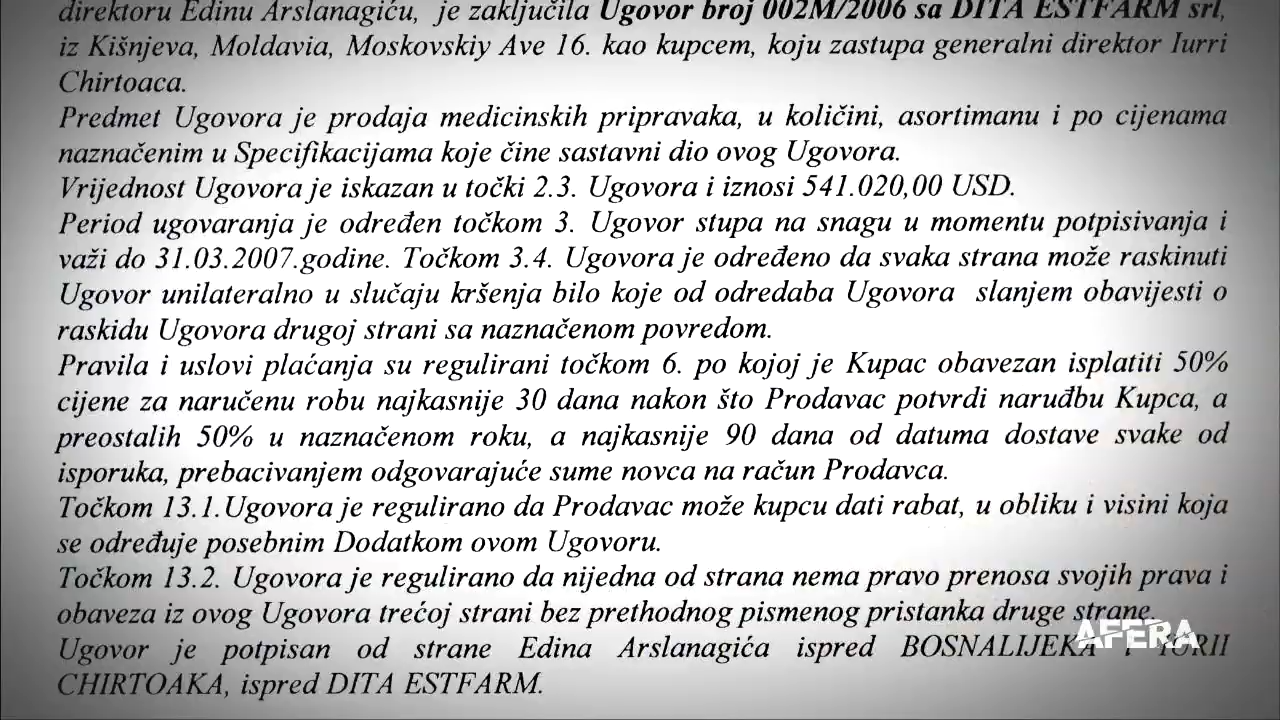 direktoru Edinu Arslanagiću, je zaključila Ugovor broj 002M/2006 sa DITA ESTFARM srl,
iz Kišnjeva, Moldavia, Moskovskiy Ave 16. kao kupcem, koju zastupa generalni direktor Iurri
Chirtoaca.
Predmet Ugovora je prodaja medicinskih pripravaka, u količini, asortimanu i po cijenama
naznačenim u Specifikacijama koje čine sastavni dio ovog Ugovora.
Vrijednost Ugovora je iskazan u točki 2.3. Ugovora i iznosi 541.020,00 USD.
Period ugovaranja je određen točkom 3. Ugovor stupa na snagu u momentu potpisivanja i
važi do 31.03.2007.godine. Točkom 3.4. Ugovora je određeno da svaka strana može raskinuti
Ugovor unilateralno u slučaju kršenja bilo koje od odredaba Ugovora slanjem obavijesti o
raskidu Ugovora drugoj strani sa naznačenom povredom.
Pravila i uslovi plaćanja su regulirani točkom 6. po kojoj je Kupac obavezan isplatiti 50%
cijene za naručenu robu najkasnije 30 dana nakon što Prodavac potvrdi naruđbu Kupca, a
preostalih 50% u naznačenom roku, a najkasnije 90 dana od datuma dostave svake od
isporuka, prebacivanjem odgovarajuće sume novca na račun Prodavca.
Točkom 13.1.Ugovora je regulirano da Prodavac može kupcu dati rabat, u obliku i visini koja
se određuje posebnim Dodatkom ovom Ugovoru.
Točkom 13.2. Ugovora je regulirano da nijedna od strana nema pravo prenosa svojih prava i
obaveza iz ovog Ugovora trećoj strani bez prethodnog pismenog pristanka druge strane.
AFERA
Ugovor je potpisan od strane Edina Arslanagića ispred BOSNALIJEKA i IURII
CHIRTOAKA, ispred DITA ESTFARM.